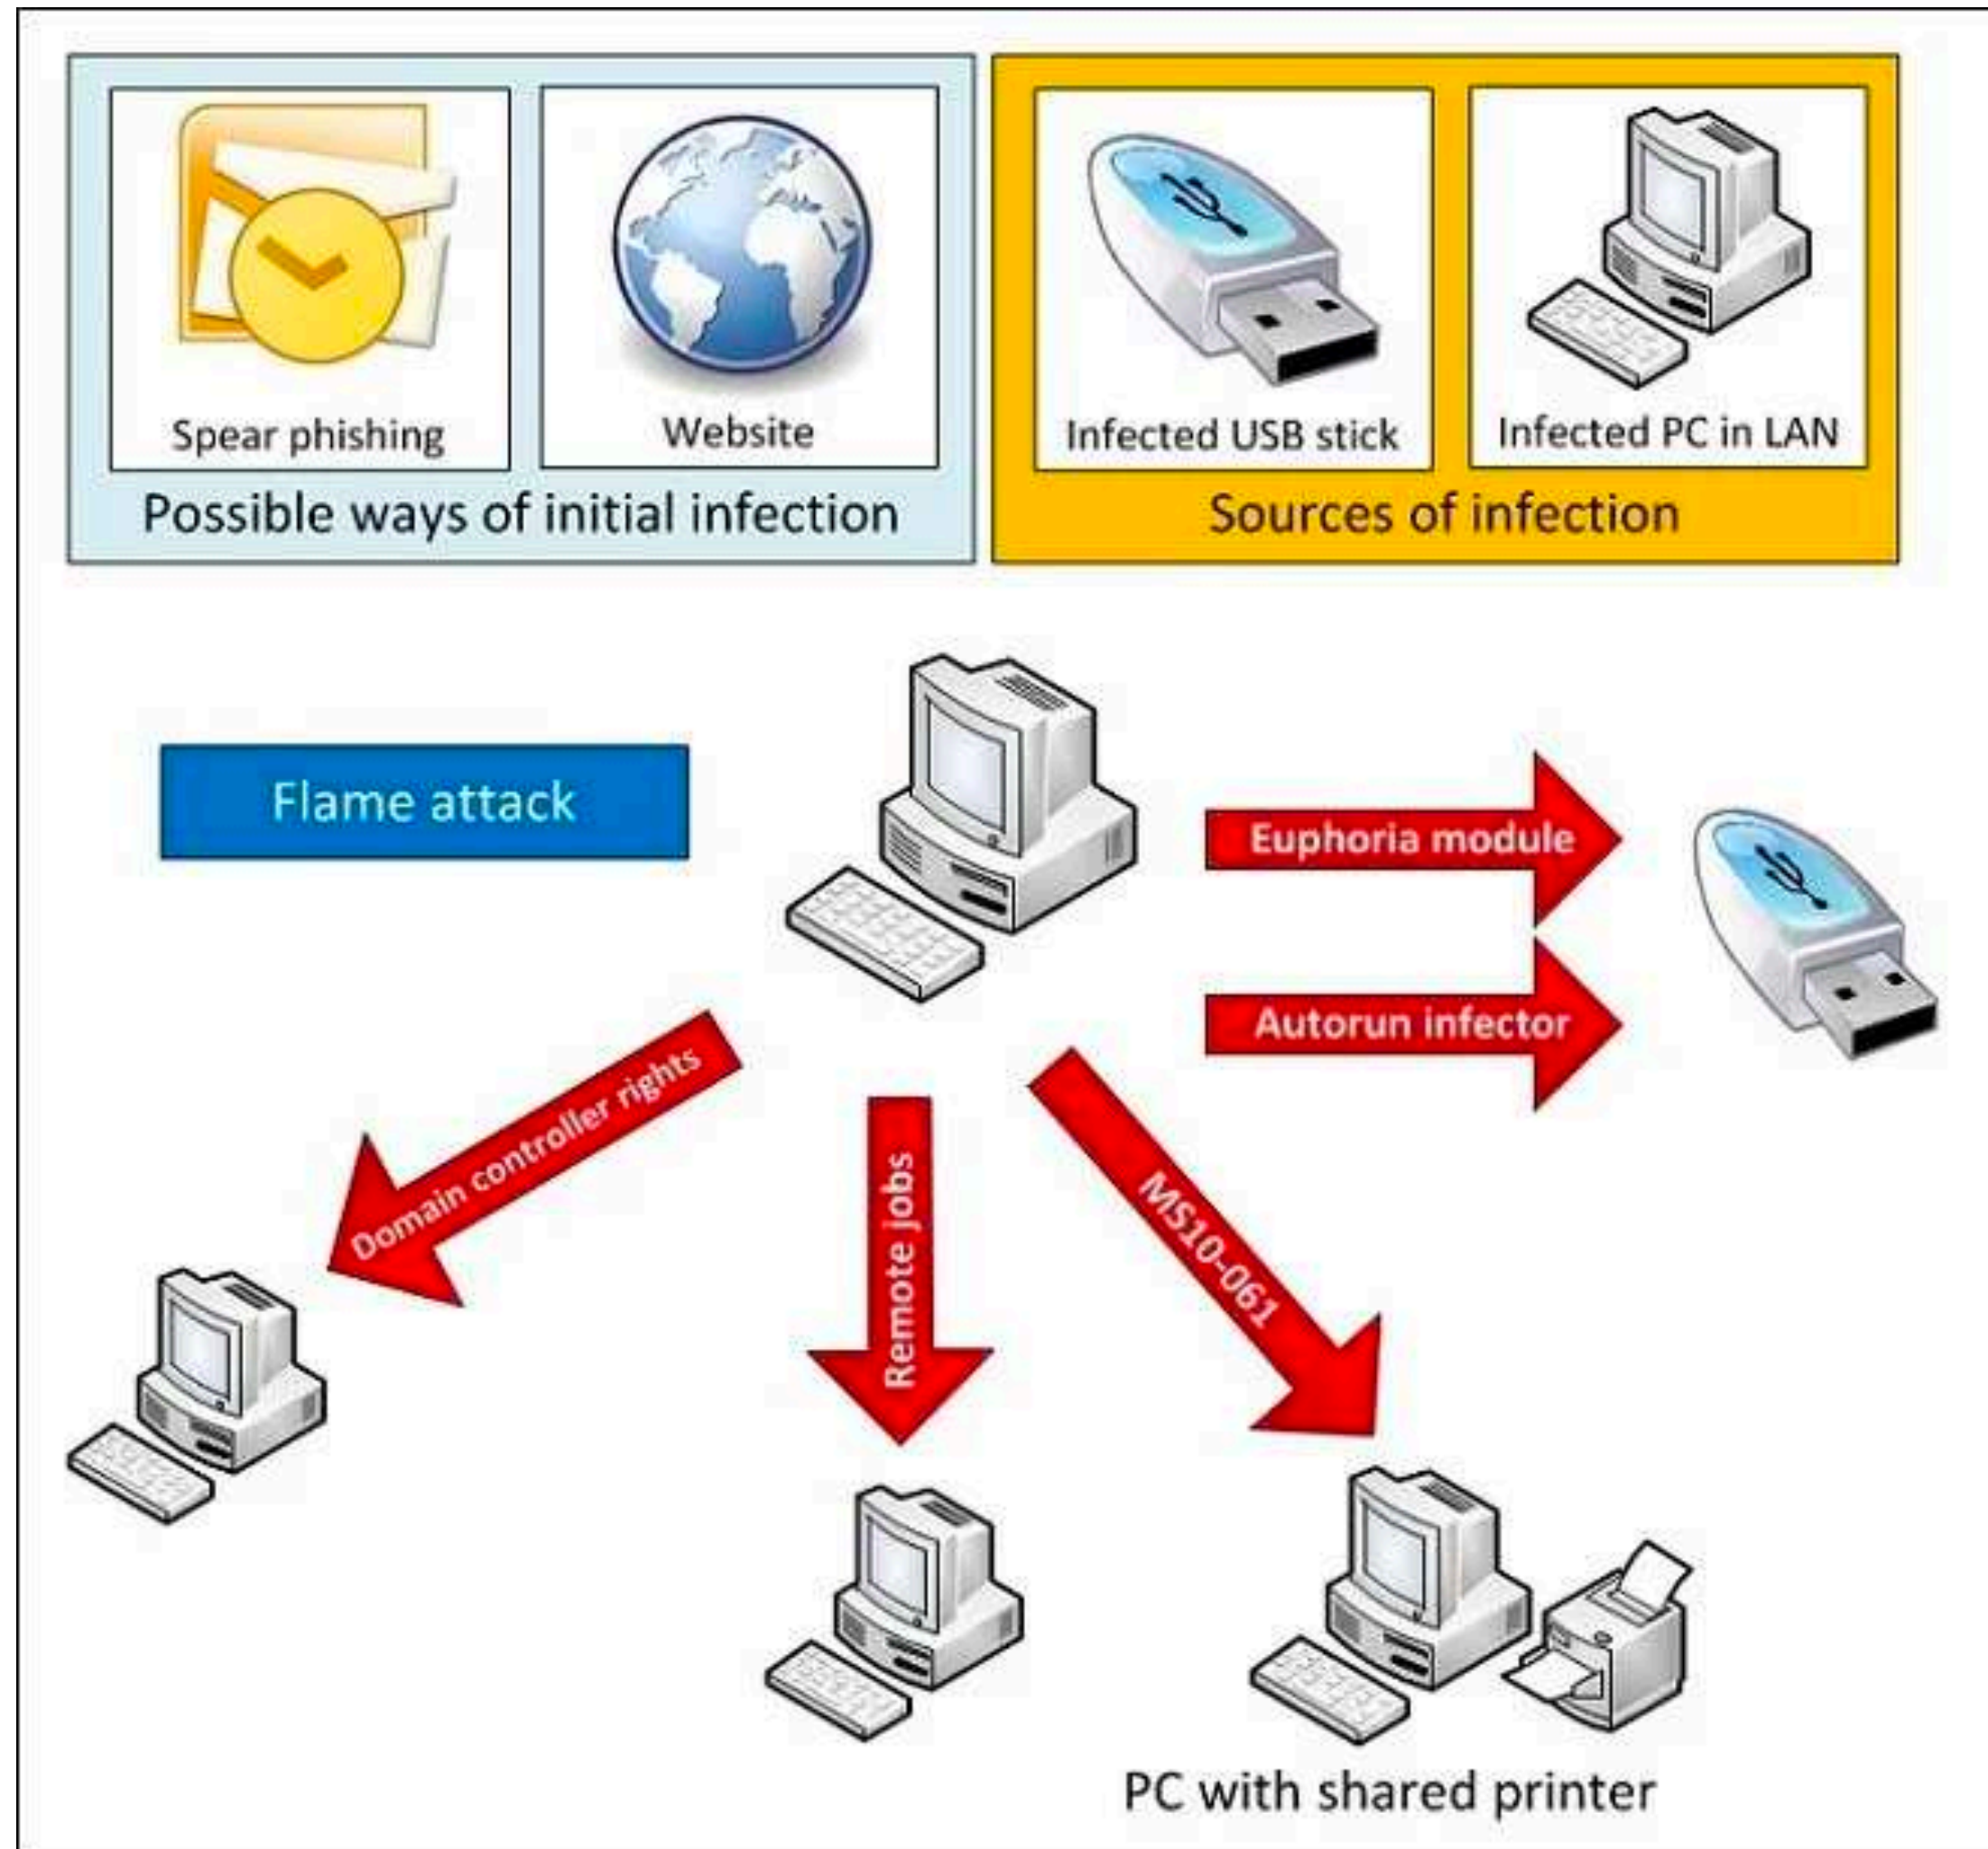 Spear phishing
Website
Possible ways of initial infection
Infected USB stick
Infected PC in LAN
Sources of infection
Flame attack
Euphoria module
Autorun infector
Domain controller rights
Remote jobs
MS10-061
PC with shared printer